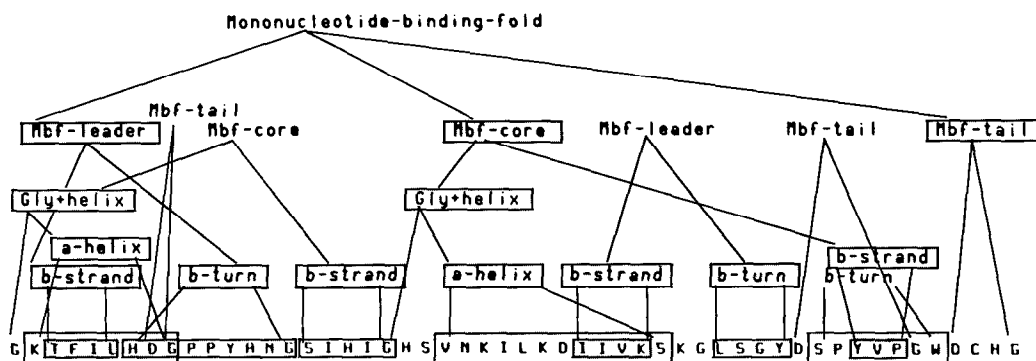 Mononucleotide-binding-fold
Mbf-tail
Mbf-leader Mbf-core Mbf-core Mbf-leader Mbf-tail Mbf-tail
Gly+helix Gly+helix
a-helix b-strand
b-strand b-turn b-strand a-helix b-strand b-turn b-turn
G K T F I L H D G P P Y A N G S I H I G H S V N K I L K D I I V K S K G L S G Y D S P Y V P G W D C H G